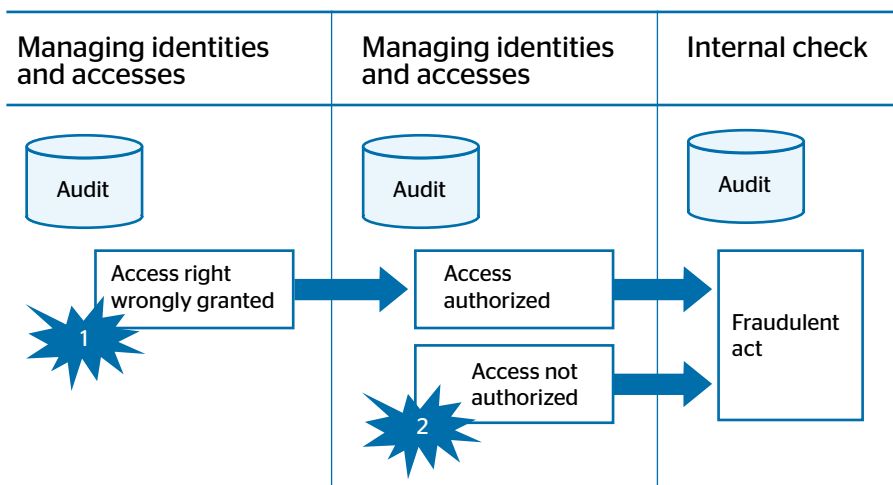 Managing identities
and accesses
Managing identities
and accesses
Internal check
Audit
Audit
Audit
Access right
wrongly granted
1
Access
authorized
Fraudulent
act
Access not
authorized
2